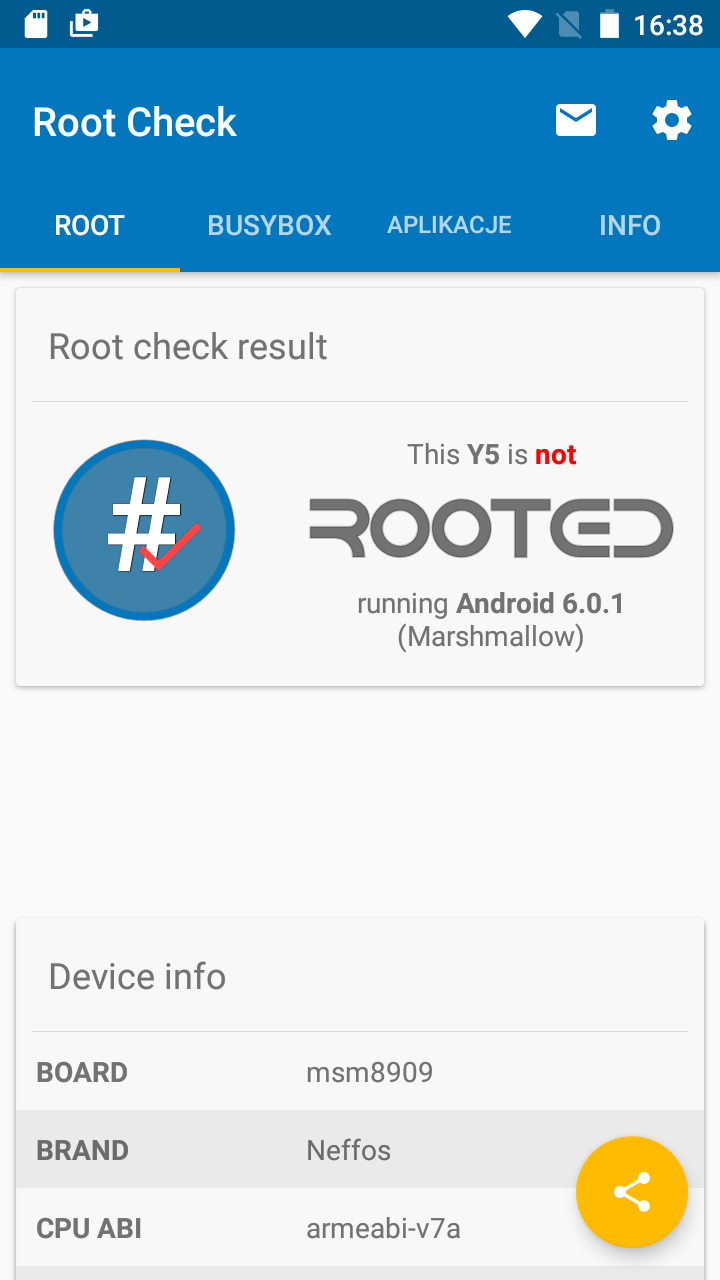 16:38
Root Check
ROOT BUSYBOX APLIKACJE INFO
Root check result
This Y5 is not
#
ROOTED
running Android 6.0.1
(Marshmallow)
Device info
BOARD msm8909
BRAND Neffos
CPU ABI armeabi-v7a